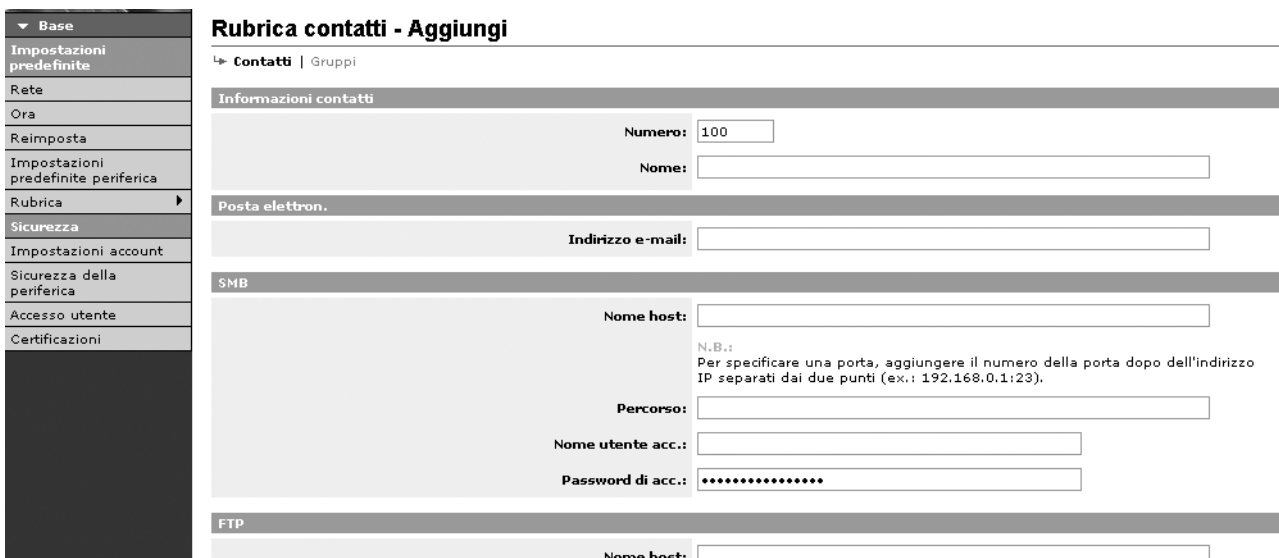 Base
Impostazioni
predefinite
Rete
Ora
Reimposta
Impostazioni
predefinite periferica
Rubrica
Sicurezza
Impostazioni account
Sicurezza della
periferica
Accesso utente
Certificazioni
Rubrica contatti - Aggiungi
Contatti | Gruppi
Informazioni contatti
Numero: 100
Nome:
Posta elettron.
Indirizzo e-mail:
SMB
Nome host:
N.B.:
Per specificare una porta, aggiungere il numero della porta dopo dell'indirizzo
IP separati dai due punti (ex.: 192.168.0.1:23).
Percorso:
Nome utente acc.:
Password di acc.: ••••••••••••••••
FTP
Nome host: